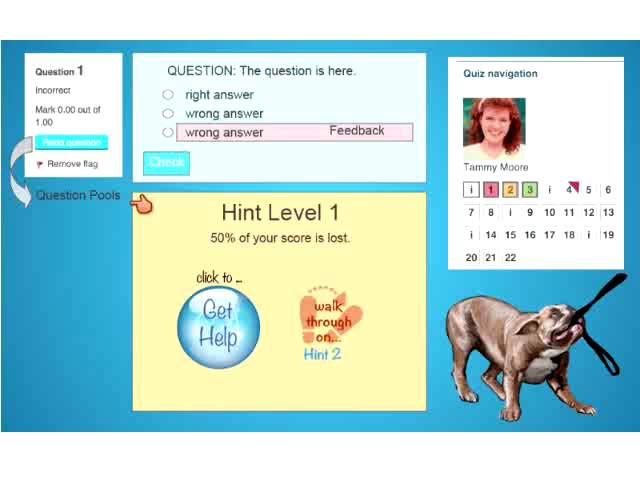 Question 1
Incorrect
Mark 0.00 out of
1.00
Read question
Remove flag
Question Pools
QUESTION: The question is here.
right answer
wrong answer
wrong answer Feedback
Check
Hint Level 1
50% of your score is lost.
click to ...
Get
Help
walk
through
on...
Hint 2
Quiz navigation
Tammy Moore
i 1 2 3 i 4 5 6
7 8 i 9 10 11 12 13
i 14 15 16 17 18 i 19
20 21 22